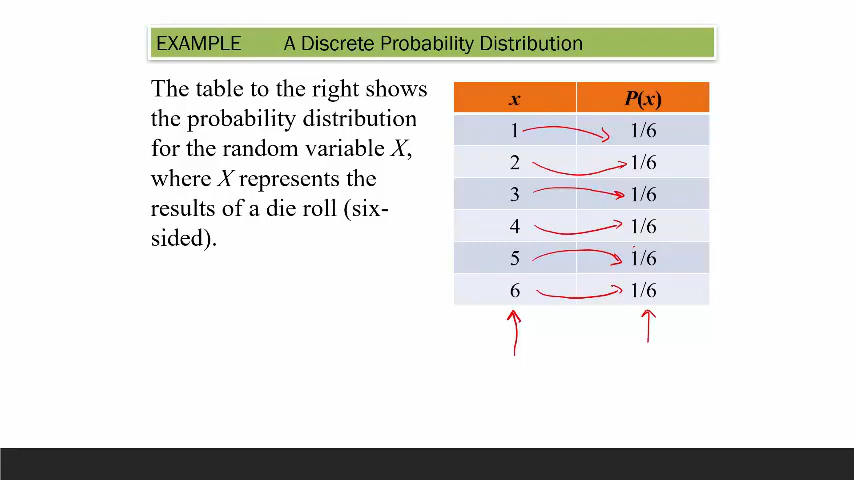 EXAMPLE A Discrete Probability Distribution
The table to the right shows
the probability distribution
for the random variable X,
where X represents the
results of a die roll (six-
sided).
x P(x)
1 1/6
2 1/6
3 1/6
4 1/6
5 1/6
6 1/6